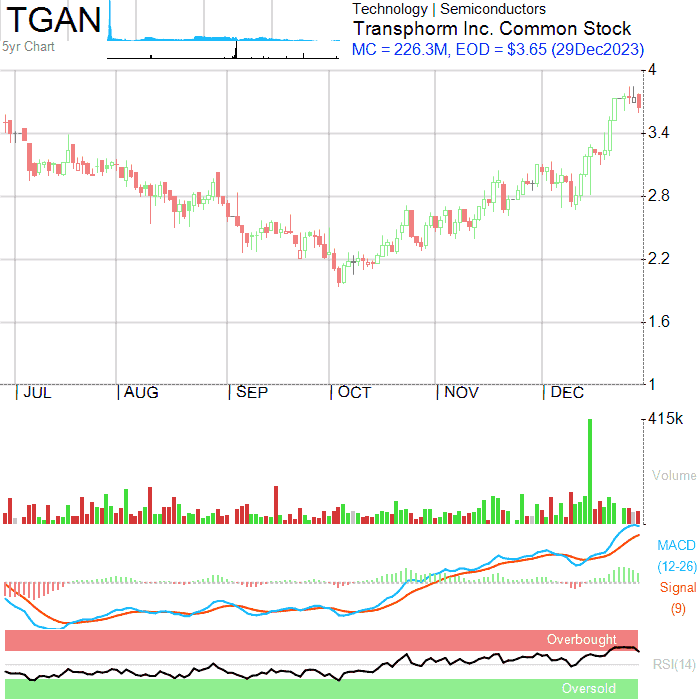 TGAN
5yr Chart
Technology | Semiconductors
Transphorm Inc. Common Stock
MC = 226.3M, EOD = $3.65 (29Dec2023)
4
3.4
2.8
2.2
1.6
1
JUL AUG SEP OCT NOV DEC
415k
Volume
MACD
(12-26)
Signal
(9)
Overbought
RSI(14)
Oversold